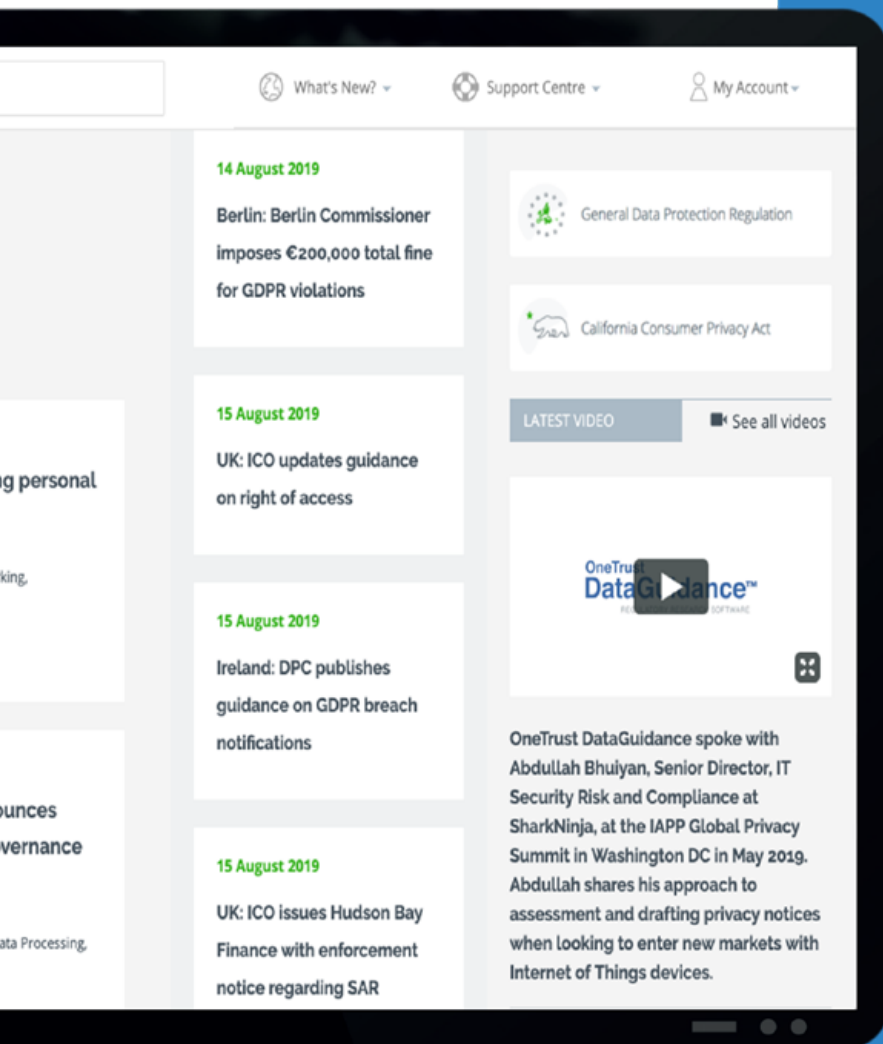 What's New?
Support Centre
My Account
ng personal
king,
ounces
vernance
ata Processing,
14 August 2019
Berlin: Berlin Commissioner
imposes €200,000 total fine
for GDPR violations
15 August 2019
UK: ICO updates guidance
on right of access
15 August 2019
Ireland: DPC publishes
guidance on GDPR breach
notifications
15 August 2019
UK: ICO issues Hudson Bay
Finance with enforcement
notice regarding SAR
General Data Protection Regulation
California Consumer Privacy Act
LATEST VIDEO
See all videos
OneTrust
DataGuidance™
REGULATORY RESEARCH SOFTWARE
OneTrust DataGuidance spoke with
Abdullah Bhuiyan, Senior Director, IT
Security Risk and Compliance at
SharkNinja, at the IAPP Global Privacy
Summit in Washington DC in May 2019.
Abdullah shares his approach to
assessment and drafting privacy notices
when looking to enter new markets with
Internet of Things devices.